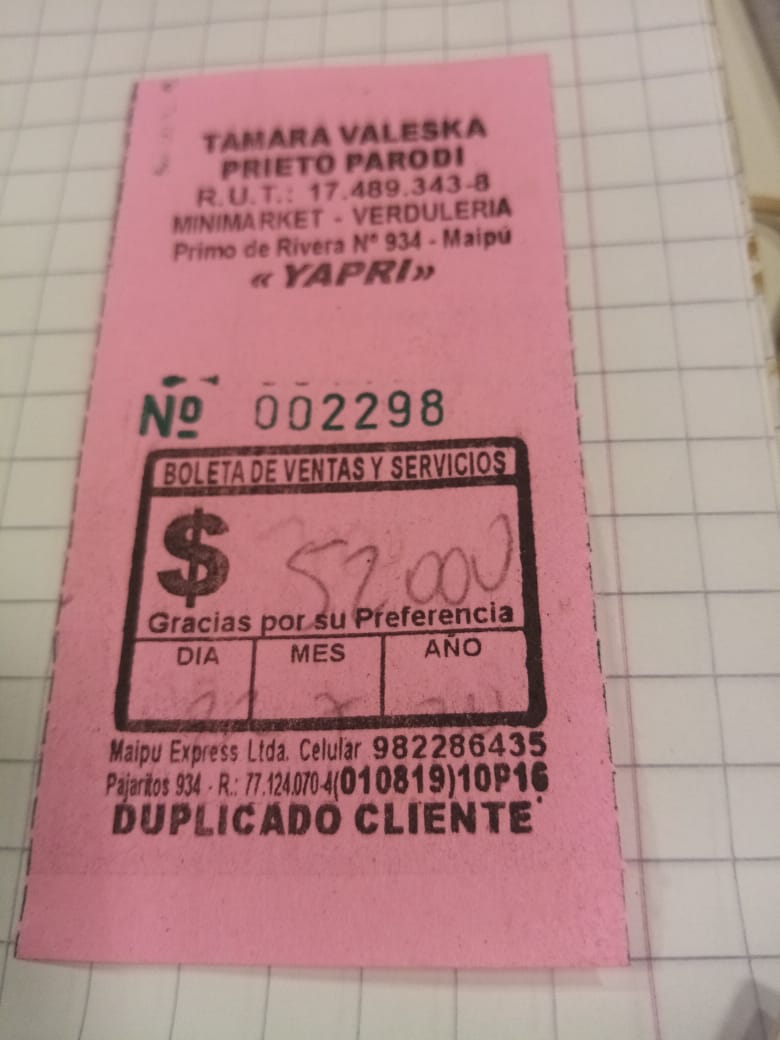 TAMARA VALESKA
PRIETO PARODI
R.U.T.: 17.489.343-8
MINIMARKET - VERDULERIA
Primo de Rivera Nº 934 - Maipú
« YAPRI»
Nº 002298
BOLETA DE VENTAS Y SERVICIOS
$ 52000
Gracias por su Preferencia
DIA MES AÑO
Maipu Express Ltda. Celular 982286435
Pajaritos 934 - R.: 77.124.070-4(010819)10P16
DUPLICADO CLIENTE